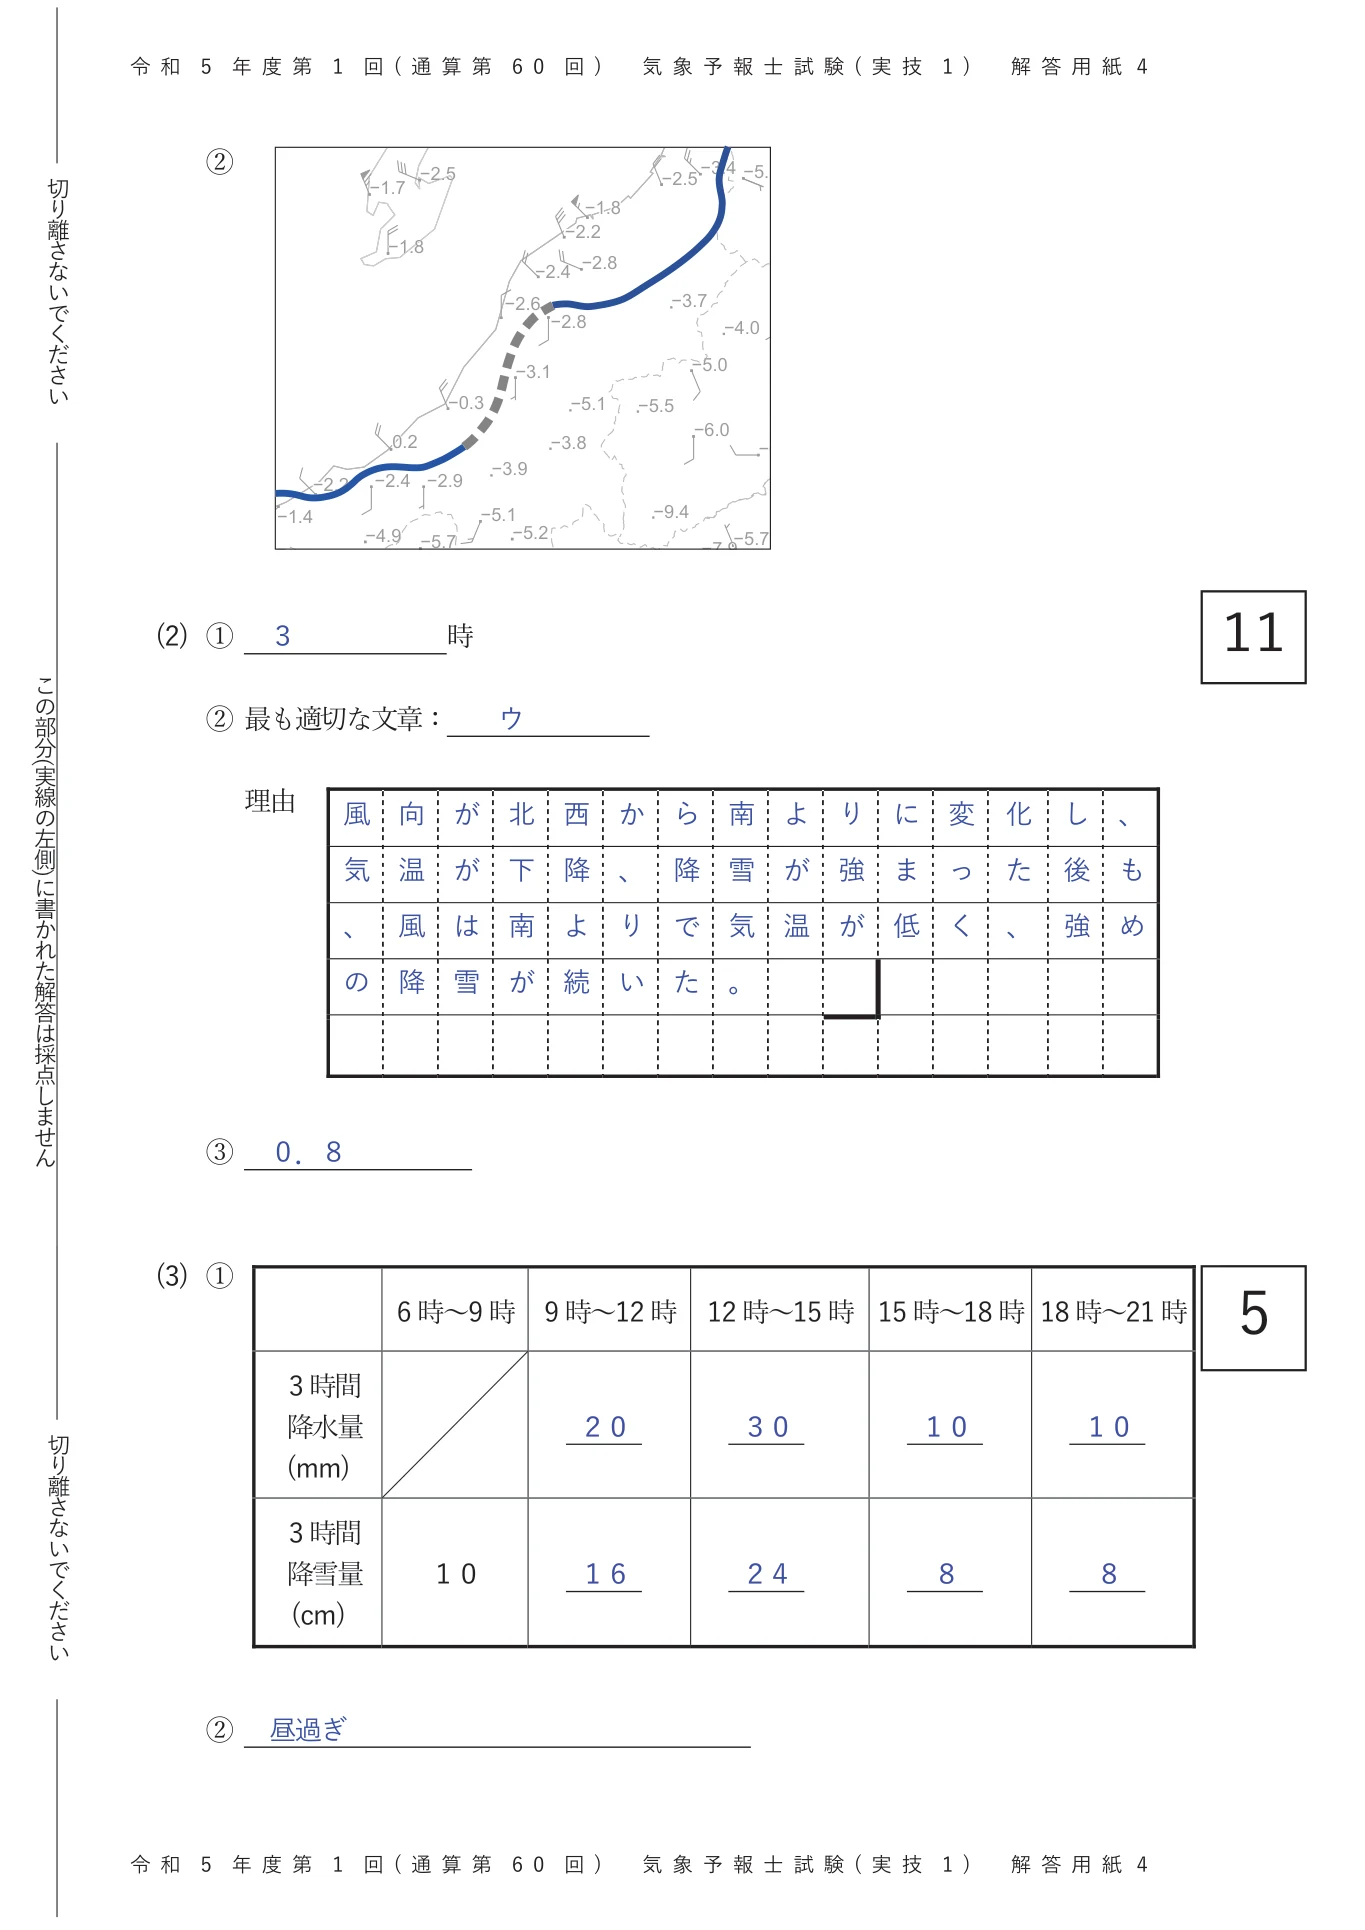 令和5年度第1回(通算第60回) 気象予報士試験(実技1) 解答用紙4
切り離さないでください
この部分(実線の左側)に書かれた解答は採点しません
切り離さないでください
②
−1.7
−2.5
−1.8
−2.5
−3.4
−5.
−1.8
−2.2
−2.4
−2.8
−2.6
−2.8
−3.7
−4.0
−3.1
−5.0
−0.3
−5.1
−5.5
0.2
−3.8
−6.0
−2.2
−2.4
−2.9
−3.9
−1.4
−5.1
−9.4
−4.9
−5.7
−5.2
−7.9
−5.7
(2) ① 3 時
11
② 最も適切な文章： ウ
理由
風向が北西から南よりに変化し、
気温が下降、降雪が強まった後も
、風は南よりで気温が低く、強め
の降雪が続いた。
③ 0．8
(3) ①
6時～9時 9時～12時 12時～15時 15時～18時 18時～21時
5
3時間
降水量
(mm)
20 30 10 10
3時間
降雪量
(cm)
10 16 24 8 8
② 昼過ぎ
令和5年度第1回(通算第60回) 気象予報士試験(実技1) 解答用紙4